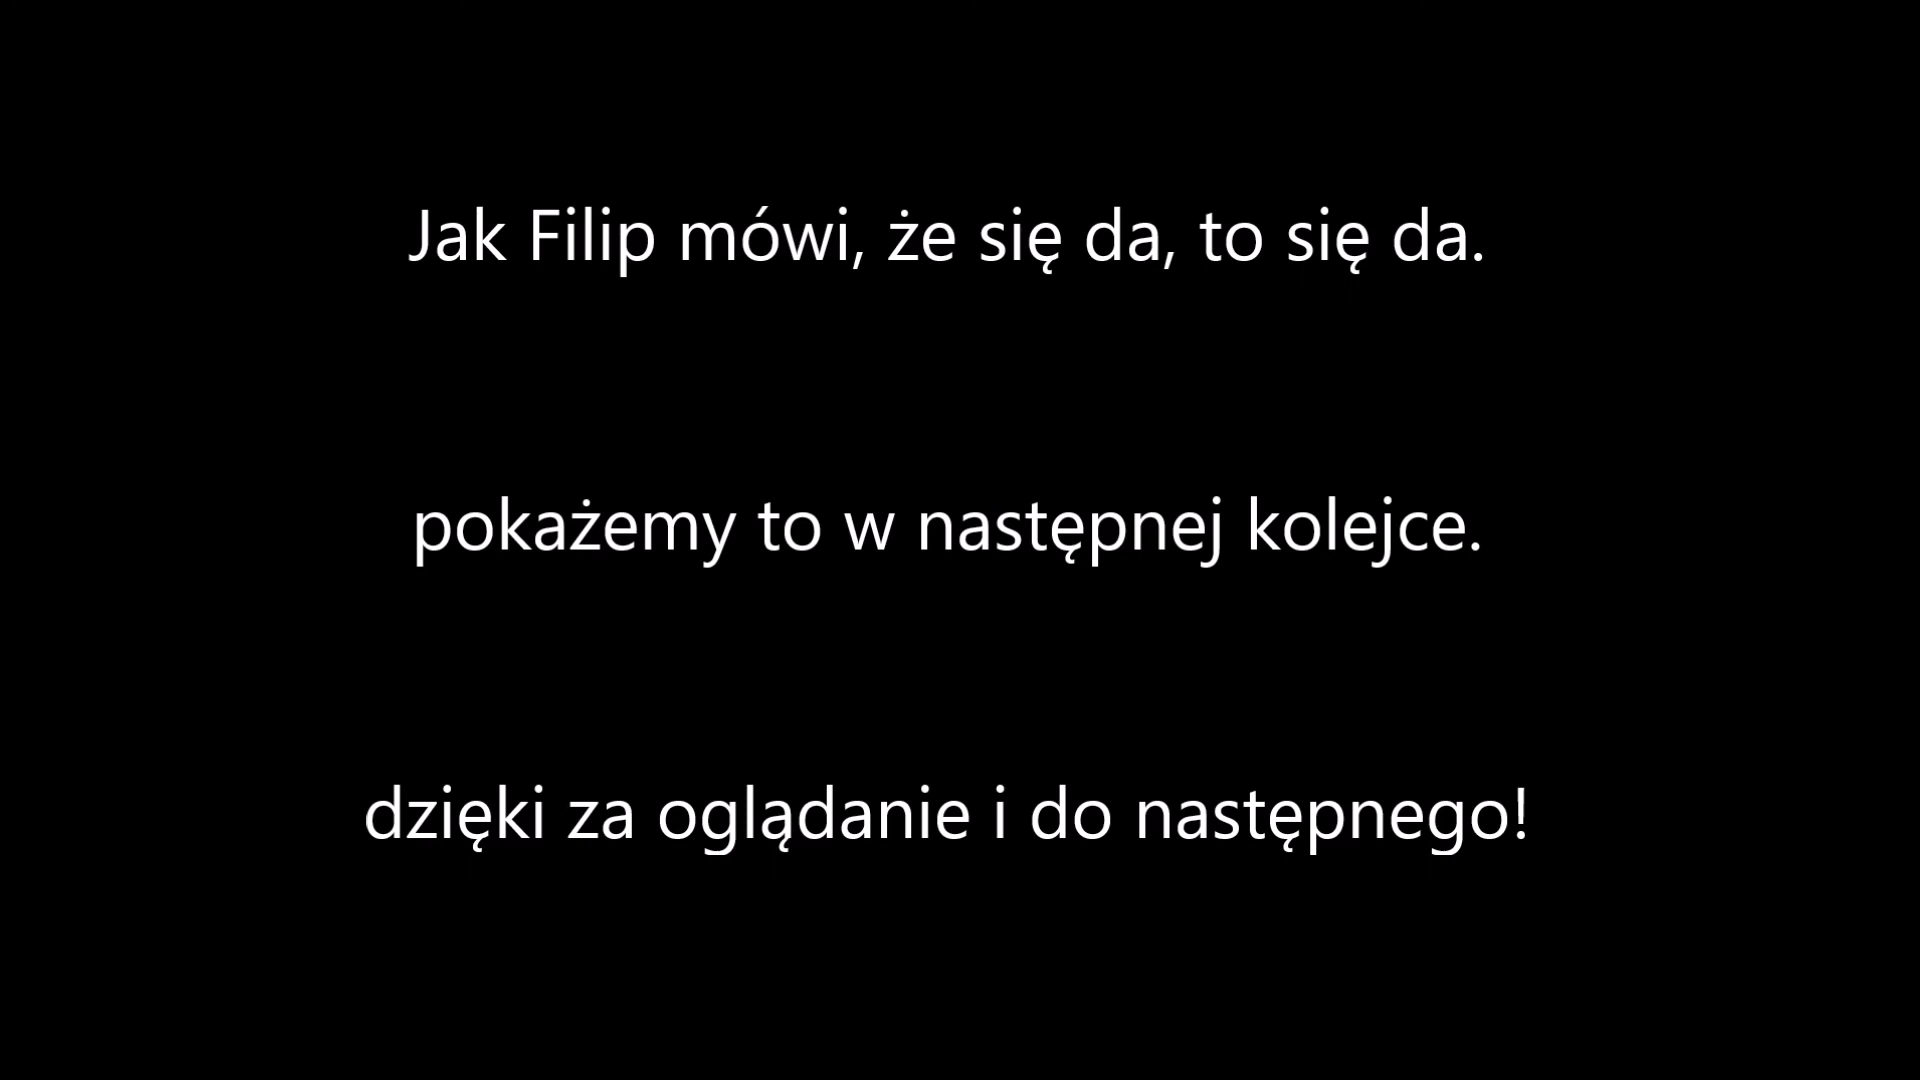 Jak Filip mówi, że się da, to się da.
pokażemy to w następnej kolejce.
dzięki za oglądanie i do następnego!